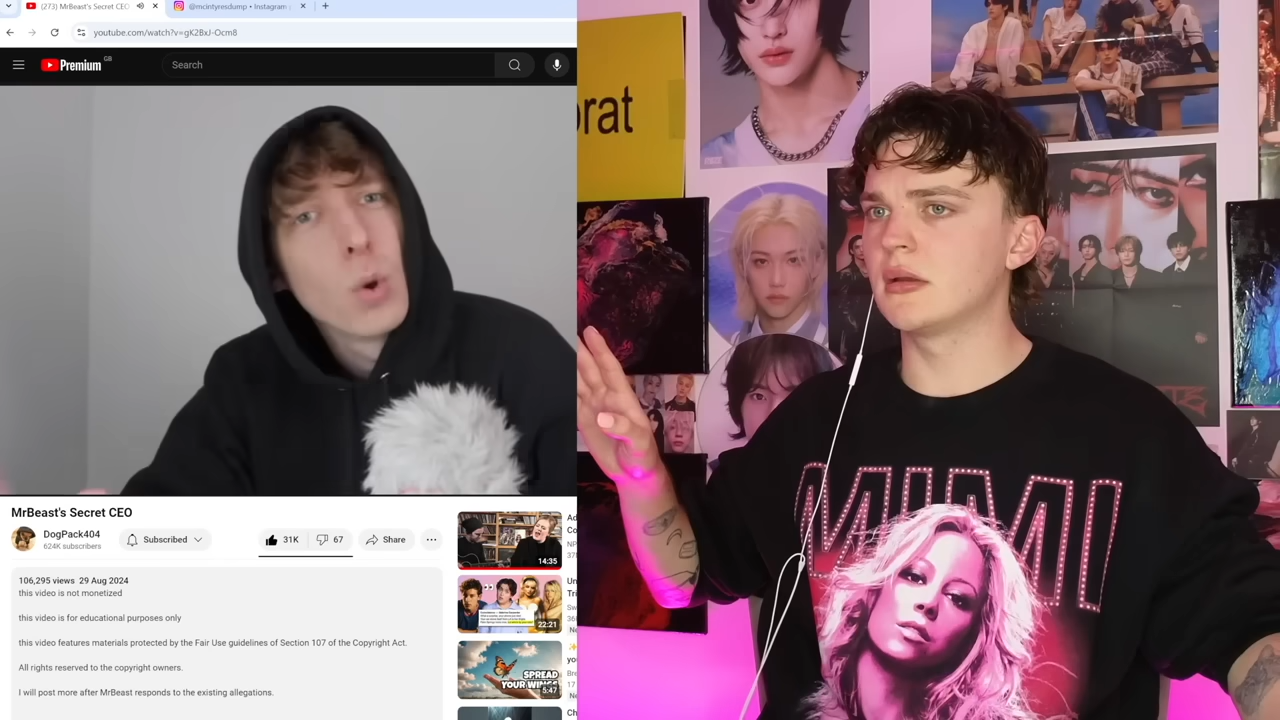 (273) MrBeast's Secret CEO
@mcintyresdump • Instagram
youtube.com/watch?v=gK2BxJ-Ocm8
Premium GB
Search
orat
MIMI
MrBeast's Secret CEO
DogPack404
624K subscribers
Subscribed
31K
67
Share
106,295 views 29 Aug 2024
this video is not monetized
this video is for educational purposes only
this video features materials protected by the Fair Use guidelines of Section 107 of the Copyright Act.
All rights reserved to the copyright owners.
I will post more after MrBeast responds to the existing allegations.
14:35
22:21
SPREAD
YOUR WINGS
5:47